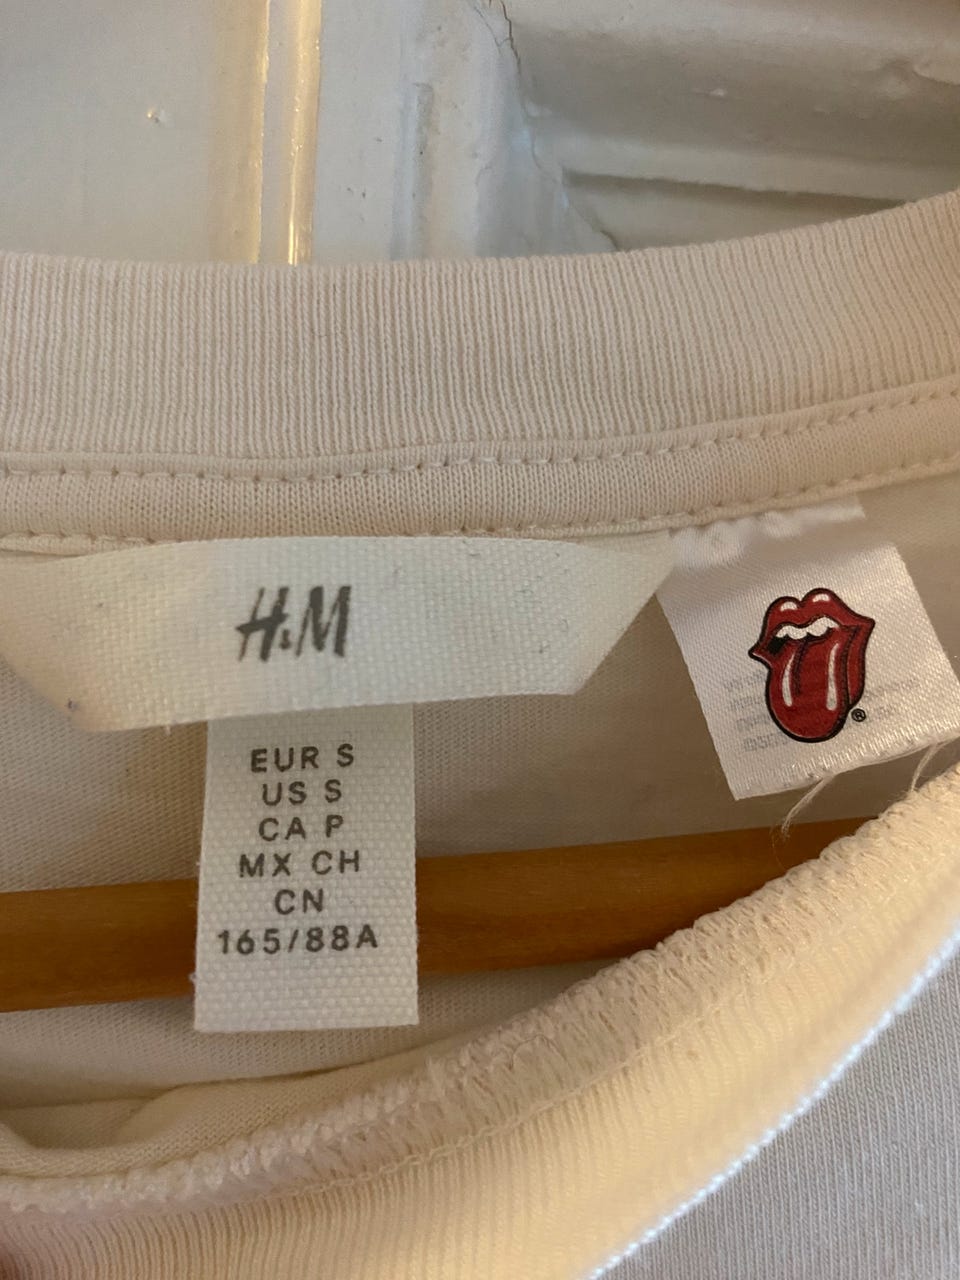 H&M
EUR S
US S
CA P
MX CH
CN
165/88A
®